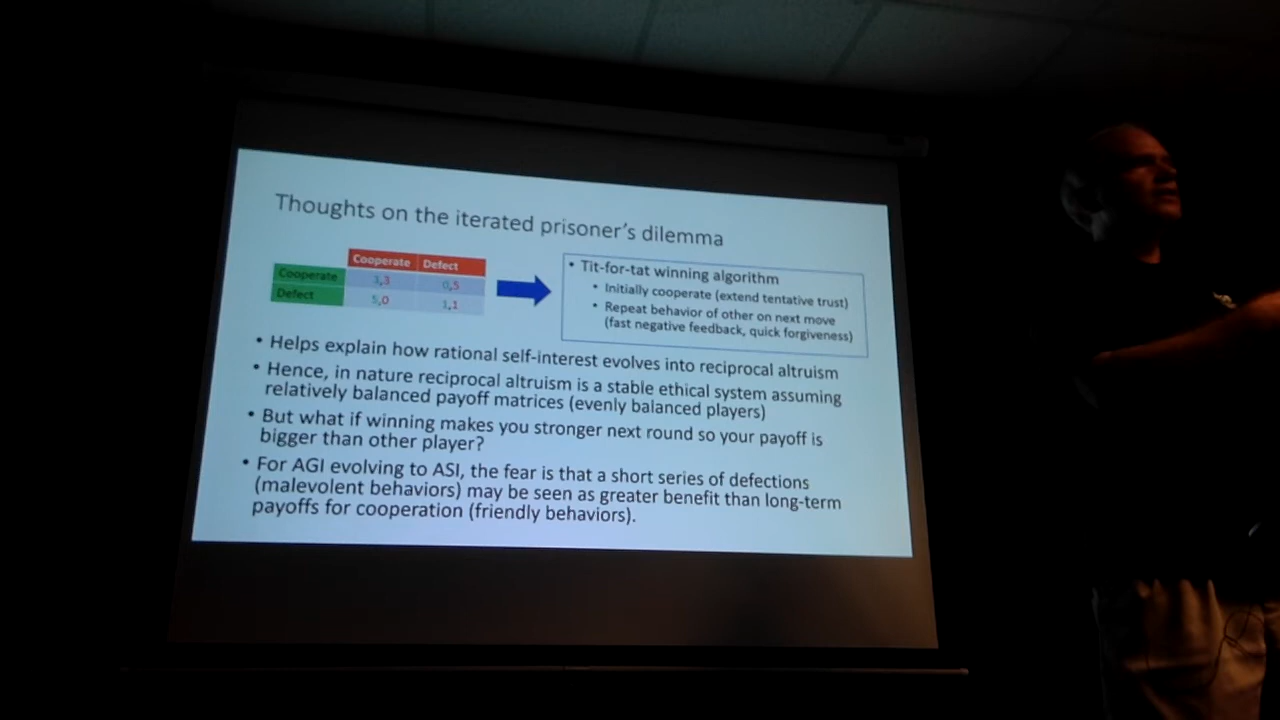 Thoughts on the iterated prisoner's dilemma
Cooperate Defect
Cooperate 3,3 0,5
Defect 5,0 1,1
• Tit-for-tat winning algorithm
• Initially cooperate (extend tentative trust)
• Repeat behavior of other on next move
(fast negative feedback, quick forgiveness)
• Helps explain how rational self-interest evolves into reciprocal altruism
• Hence, in nature reciprocal altruism is a stable ethical system assuming
relatively balanced payoff matrices (evenly balanced players)
• But what if winning makes you stronger next round so your payoff is
bigger than other player?
• For AGI evolving to ASI, the fear is that a short series of defections
(malevolent behaviors) may be seen as greater benefit than long-term
payoffs for cooperation (friendly behaviors).